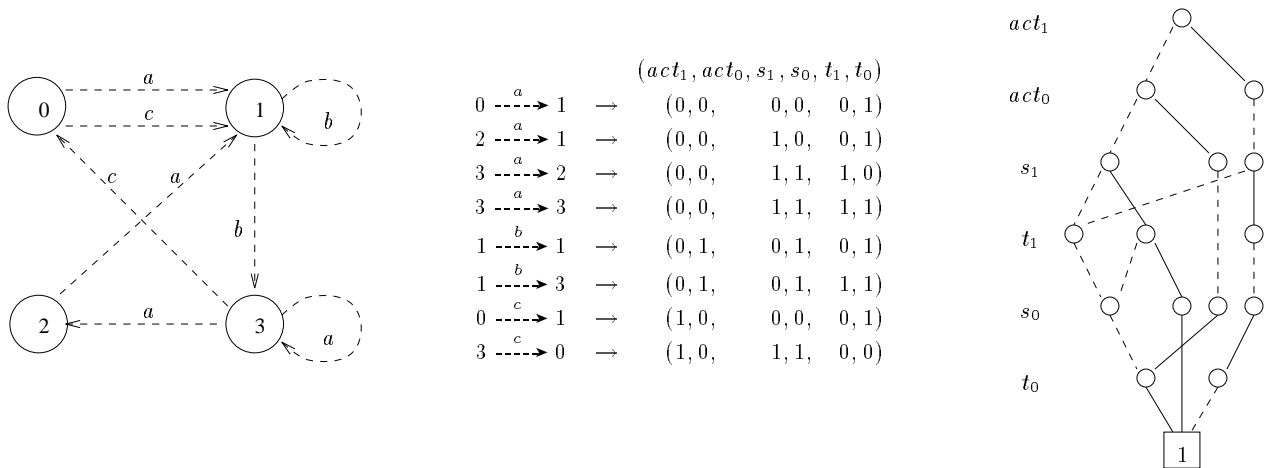 a
0
1
c
b
c
a
b
2
a
3
a
(act₁, act₀, s₁, s₀, t₁, t₀)
0 a 1 → (0, 0, 0, 0, 0, 1)
2 a 1 → (0, 0, 1, 0, 0, 1)
3 a 2 → (0, 0, 1, 1, 1, 0)
3 a 3 → (0, 0, 1, 1, 1, 1)
1 b 1 → (0, 1, 0, 1, 0, 1)
1 b 3 → (0, 1, 0, 1, 1, 1)
0 c 1 → (1, 0, 0, 0, 0, 1)
3 c 0 → (1, 0, 1, 1, 0, 0)
act₁
act₀
s₁
t₁
s₀
t₀
1